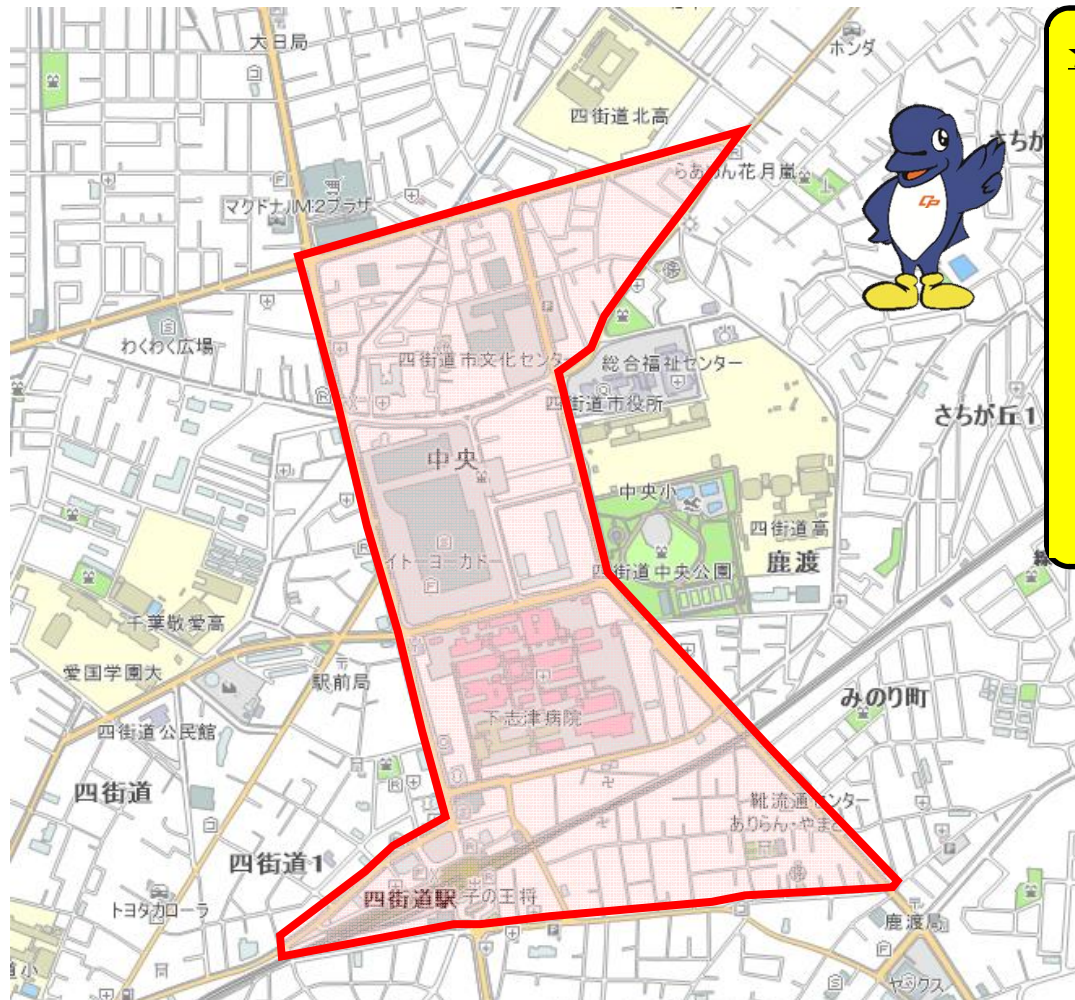 大日局
ホンダ
四街道北高
さちが
らあめん花月嵐
マクドナ
M2プラザ
わくわく広場
四街道市文化センター
総合福祉センター
四街道市役所
さちが丘1
中央
中央小
四街道高
イトーヨーカドー
四街道中央公園
鹿渡
千葉敬愛高
愛国学園大
駅前局
下志津病院
みのり町
四街道公民館
四街道
靴流通センター
ありらん・やまと
四街道1
四街道駅
子の王将
トヨタカローラ
鹿渡局
道小
ヤックス
CP